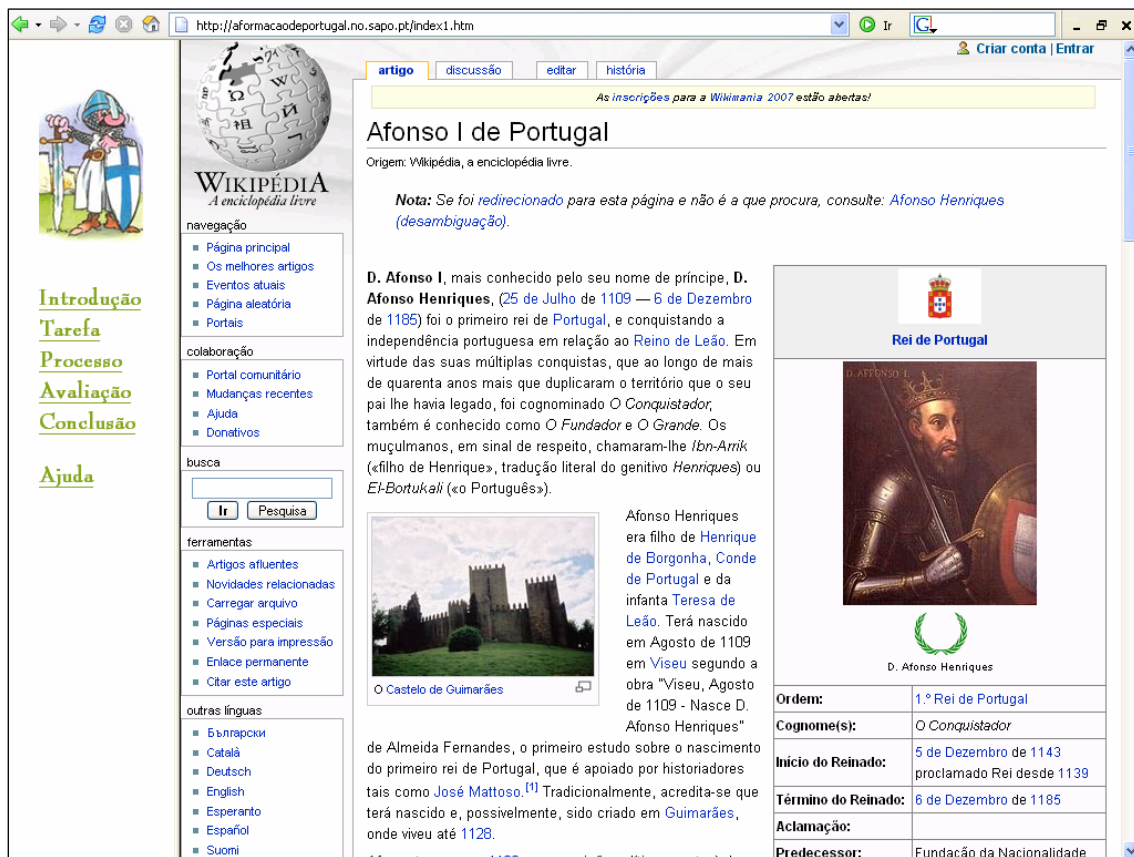 http://aformacaodeportugal.no.sapo.pt/index1.htm
Ir
G
Introdução
Tarefa
Processo
Avaliação
Conclusão
Ajuda
WIKIPÉDIA
A enciclopédia livre
navegação
Página principal
Os melhores artigos
Eventos atuais
Página aleatória
Portais
colaboração
Portal comunitário
Mudanças recentes
Ajuda
Donativos
busca
Ir
Pesquisa
ferramentas
Artigos afluentes
Novidades relacionadas
Carregar arquivo
Páginas especiais
Versão para impressão
Enlace permanente
Citar este artigo
outras línguas
Български
Català
Deutsch
English
Esperanto
Español
Suomi
Criar conta | Entrar
artigo
discussão
editar
história
As inscrições para a Wikimania 2007 estão abertas!
Afonso I de Portugal
Origem: Wikipédia, a enciclopédia livre.
Nota: Se foi redirecionado para esta página e não é a que procura, consulte: Afonso Henriques
(desambiguação).
D. Afonso I, mais conhecido pelo seu nome de príncipe, D.
Afonso Henriques, (25 de Julho de 1109 — 6 de Dezembro
de 1185) foi o primeiro rei de Portugal, e conquistando a
independência portuguesa em relação ao Reino de Leão. Em
virtude das suas múltiplas conquistas, que ao longo de mais
de quarenta anos mais que duplicaram o território que o seu
pai lhe havia legado, foi cognominado O Conquistador;
também é conhecido como O Fundador e O Grande. Os
muçulmanos, em sinal de respeito, chamaram-lhe Ibn-Arrik
(«filho de Henrique», tradução literal do genitivo Henriques) ou
El-Bortukali («o Português»).
O Castelo de Guimarães
Afonso Henriques
era filho de Henrique
de Borgonha, Conde
de Portugal e da
infanta Teresa de
Leão. Terá nascido
em Agosto de 1109
em Viseu segundo a
obra "Viseu, Agosto
de 1109 - Nasce D.
Afonso Henriques"
de Almeida Fernandes, o primeiro estudo sobre o nascimento
do primeiro rei de Portugal, que é apoiado por historiadores
tais como José Mattoso.[1] Tradicionalmente, acredita-se que
terá nascido e, possivelmente, sido criado em Guimarães,
onde viveu até 1128.
Rei de Portugal
D. AFFONSO I.
D. Afonso Henriques
Ordem: 1.º Rei de Portugal
Cognome(s): O Conquistador
Início do Reinado: 5 de Dezembro de 1143
proclamado Rei desde 1139
Término do Reinado: 6 de Dezembro de 1185
Aclamação:
Predecessor: Fundação da Nacionalidade